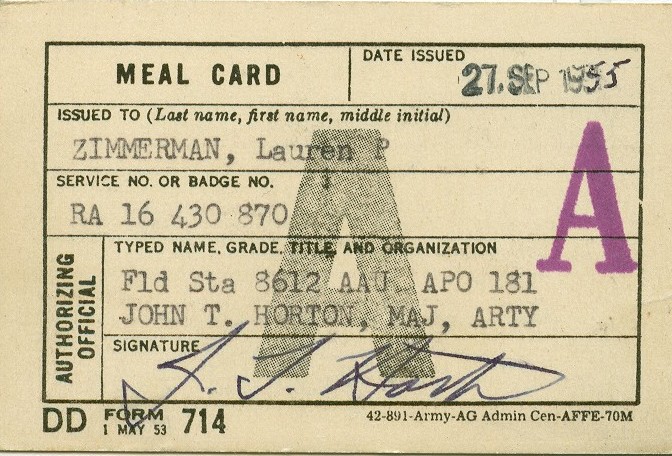 MEAL CARD
DATE ISSUED
27 SEP 1955
ISSUED TO (Last name, first name, middle initial)
ZIMMERMAN, Lauren P
SERVICE NO. OR BADGE NO.
RA 16 430 870
A
A
AUTHORIZING OFFICIAL
TYPED NAME, GRADE, TITLE, AND ORGANIZATION
Fld Sta 8612 AAU APO 181
JOHN T. HORTON, MAJ, ARTY
SIGNATURE
J. T. Horton
DD FORM 714
1 MAY 53
42-891-Army-AG Admin Cen-AFFE-70M